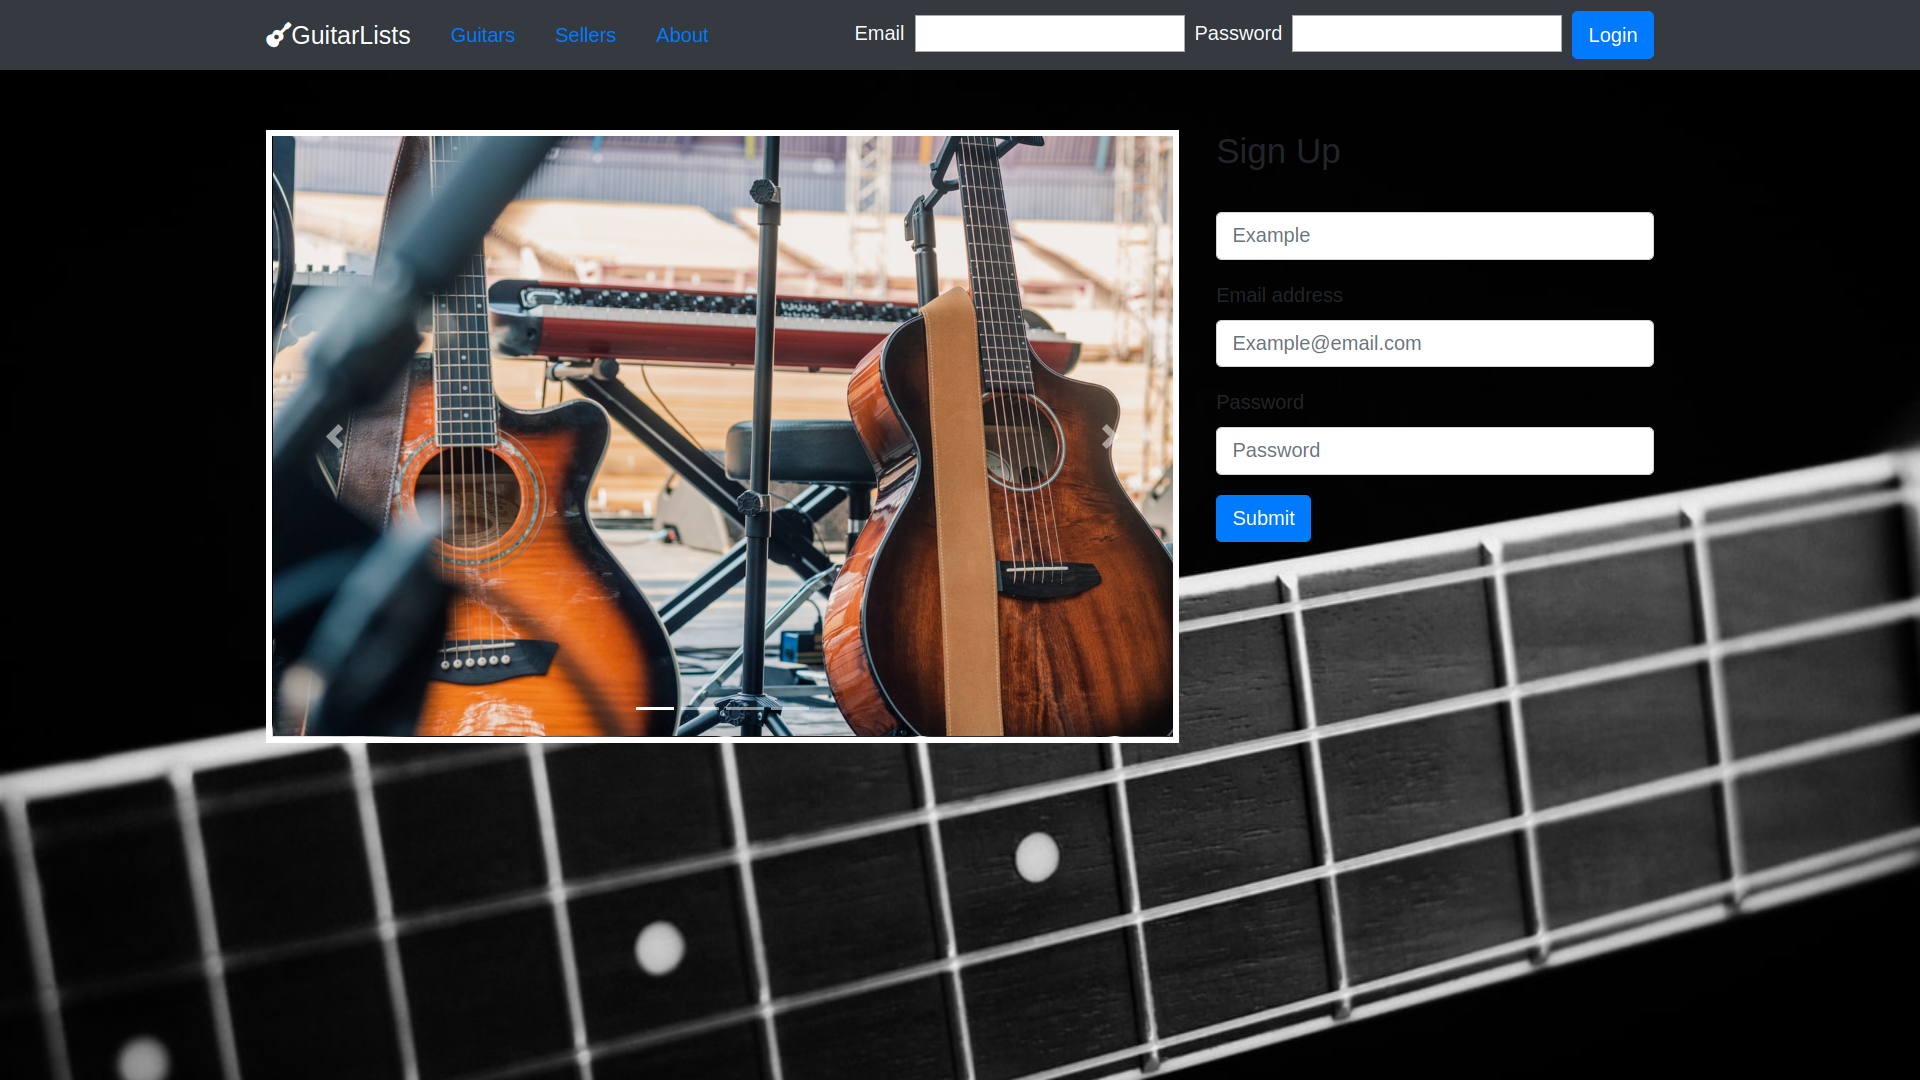 GuitarLists Guitars Sellers About Email Password Login
Sign Up
Example
Email address
Example@email.com
Password
Password
Submit